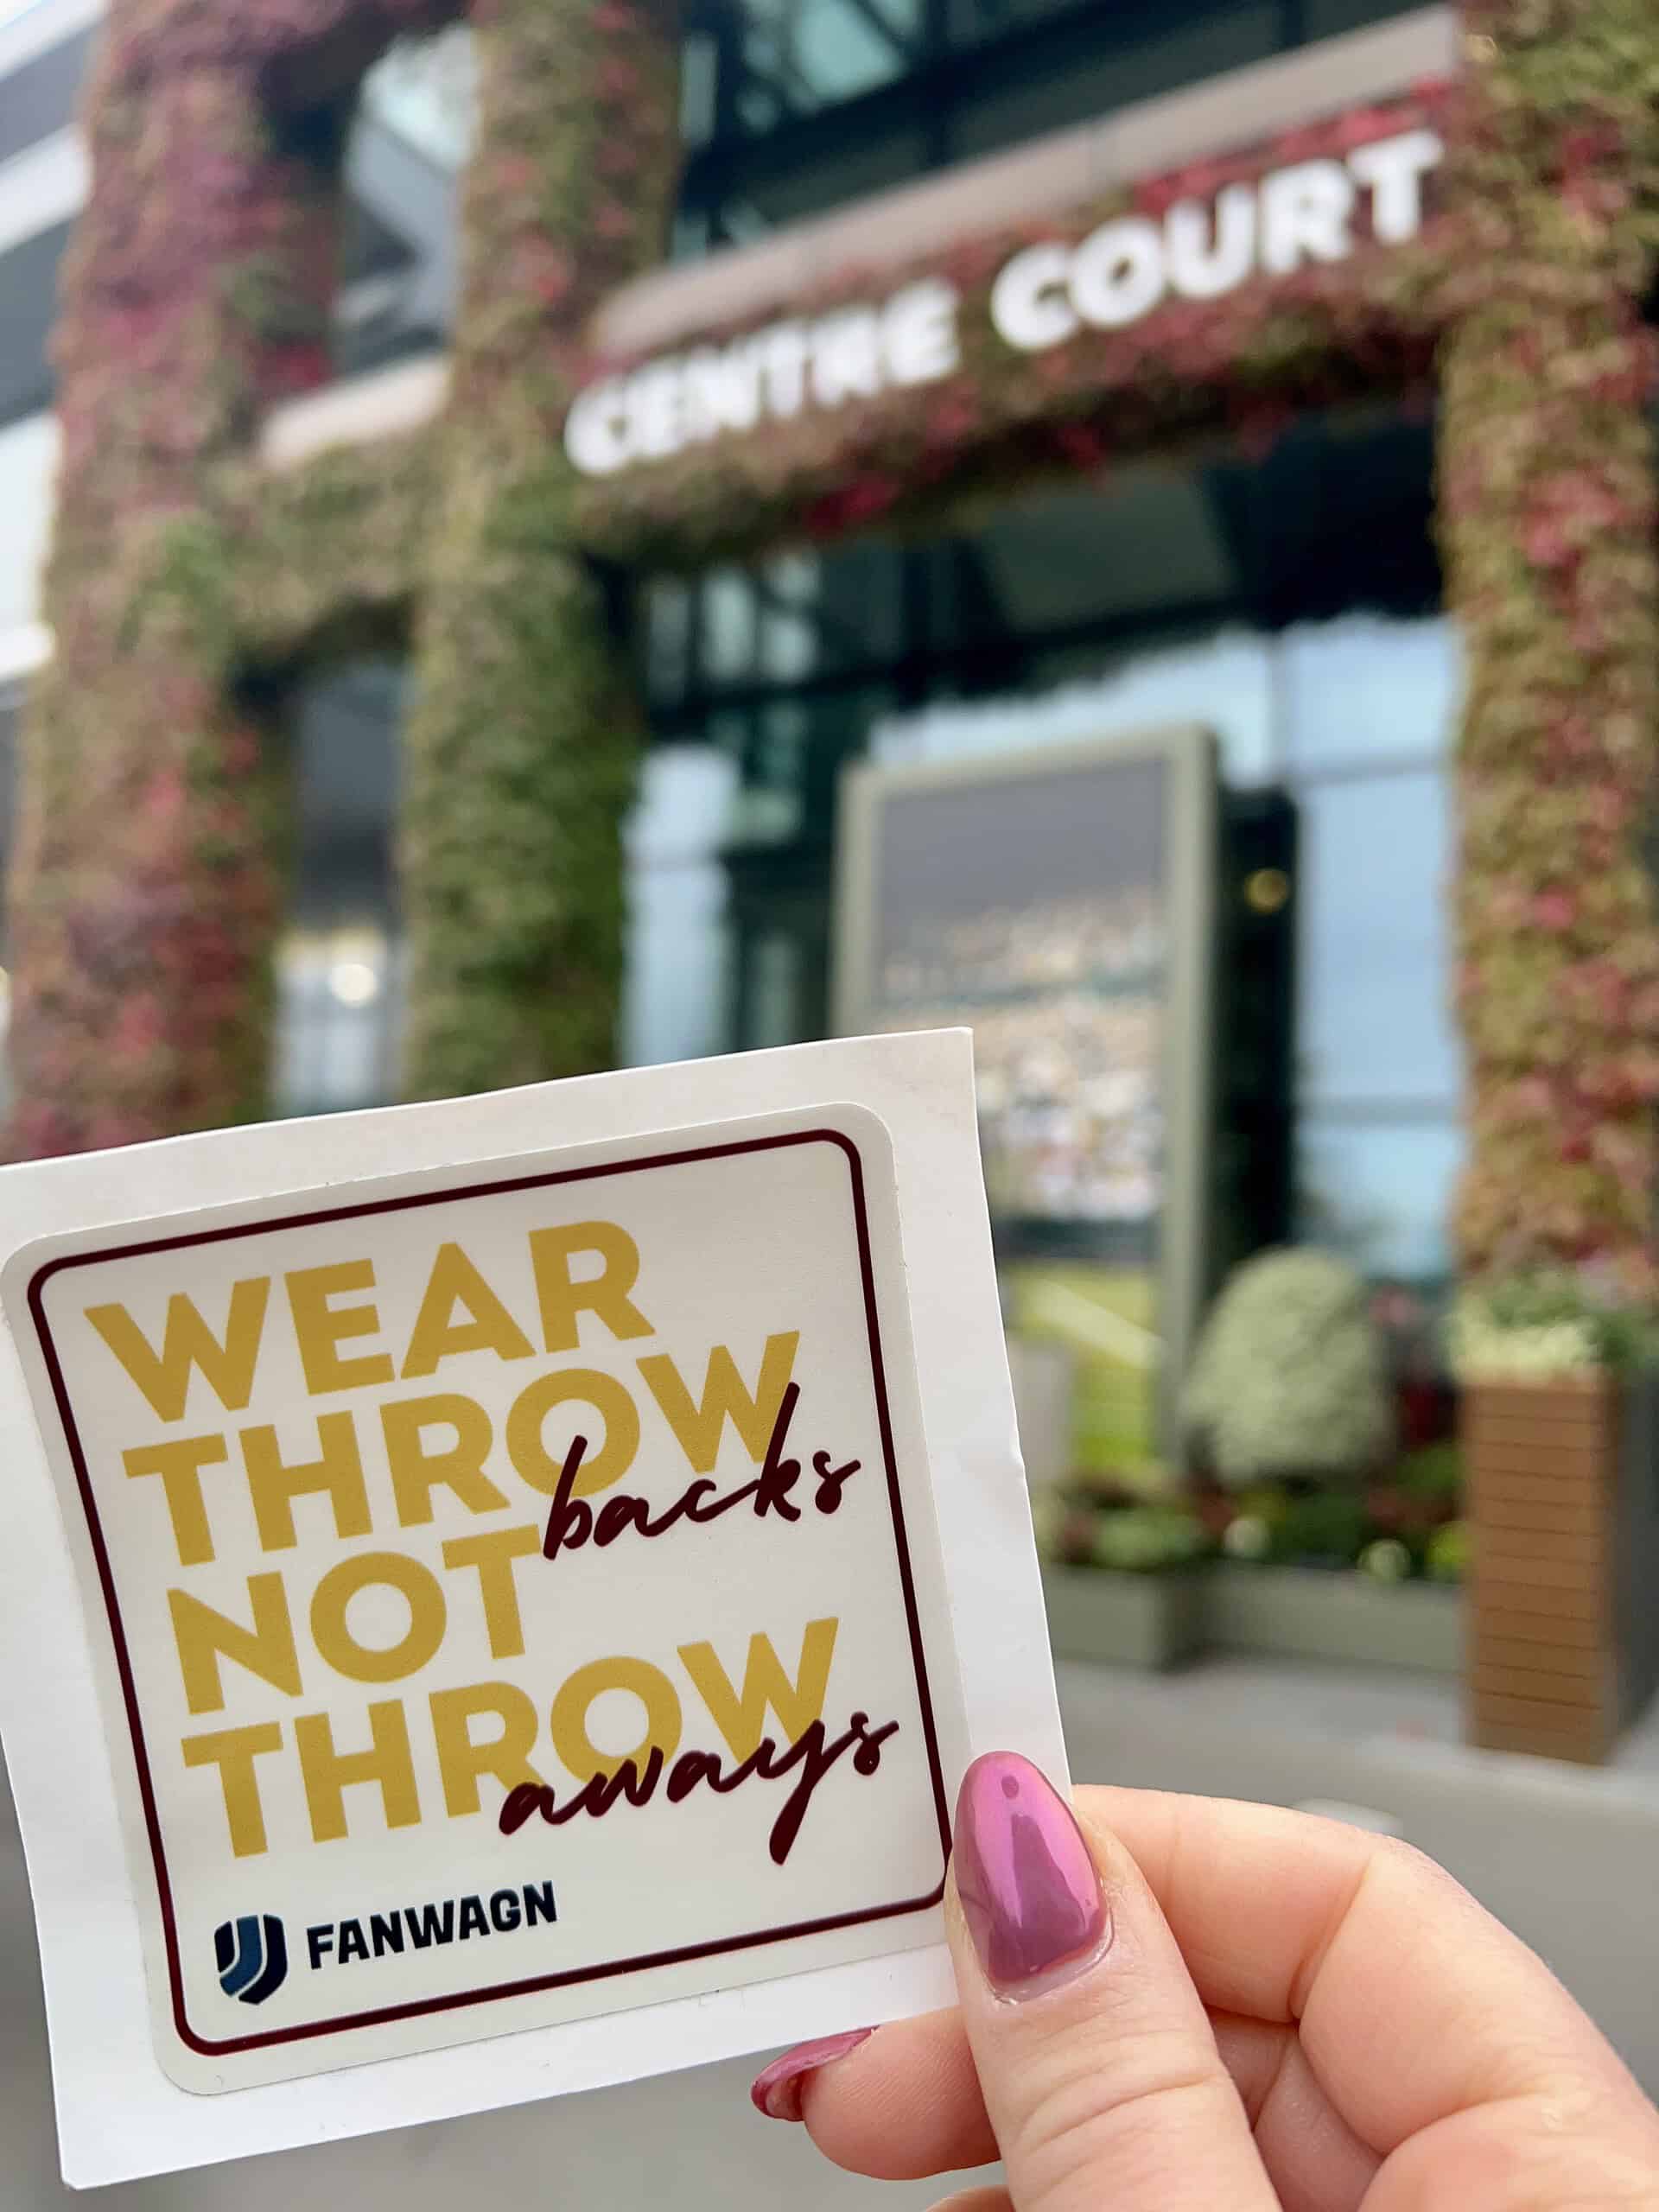 CENTRE COURT
WEAR
THROW
backs
NOT
THROW
aways
FANWAGN